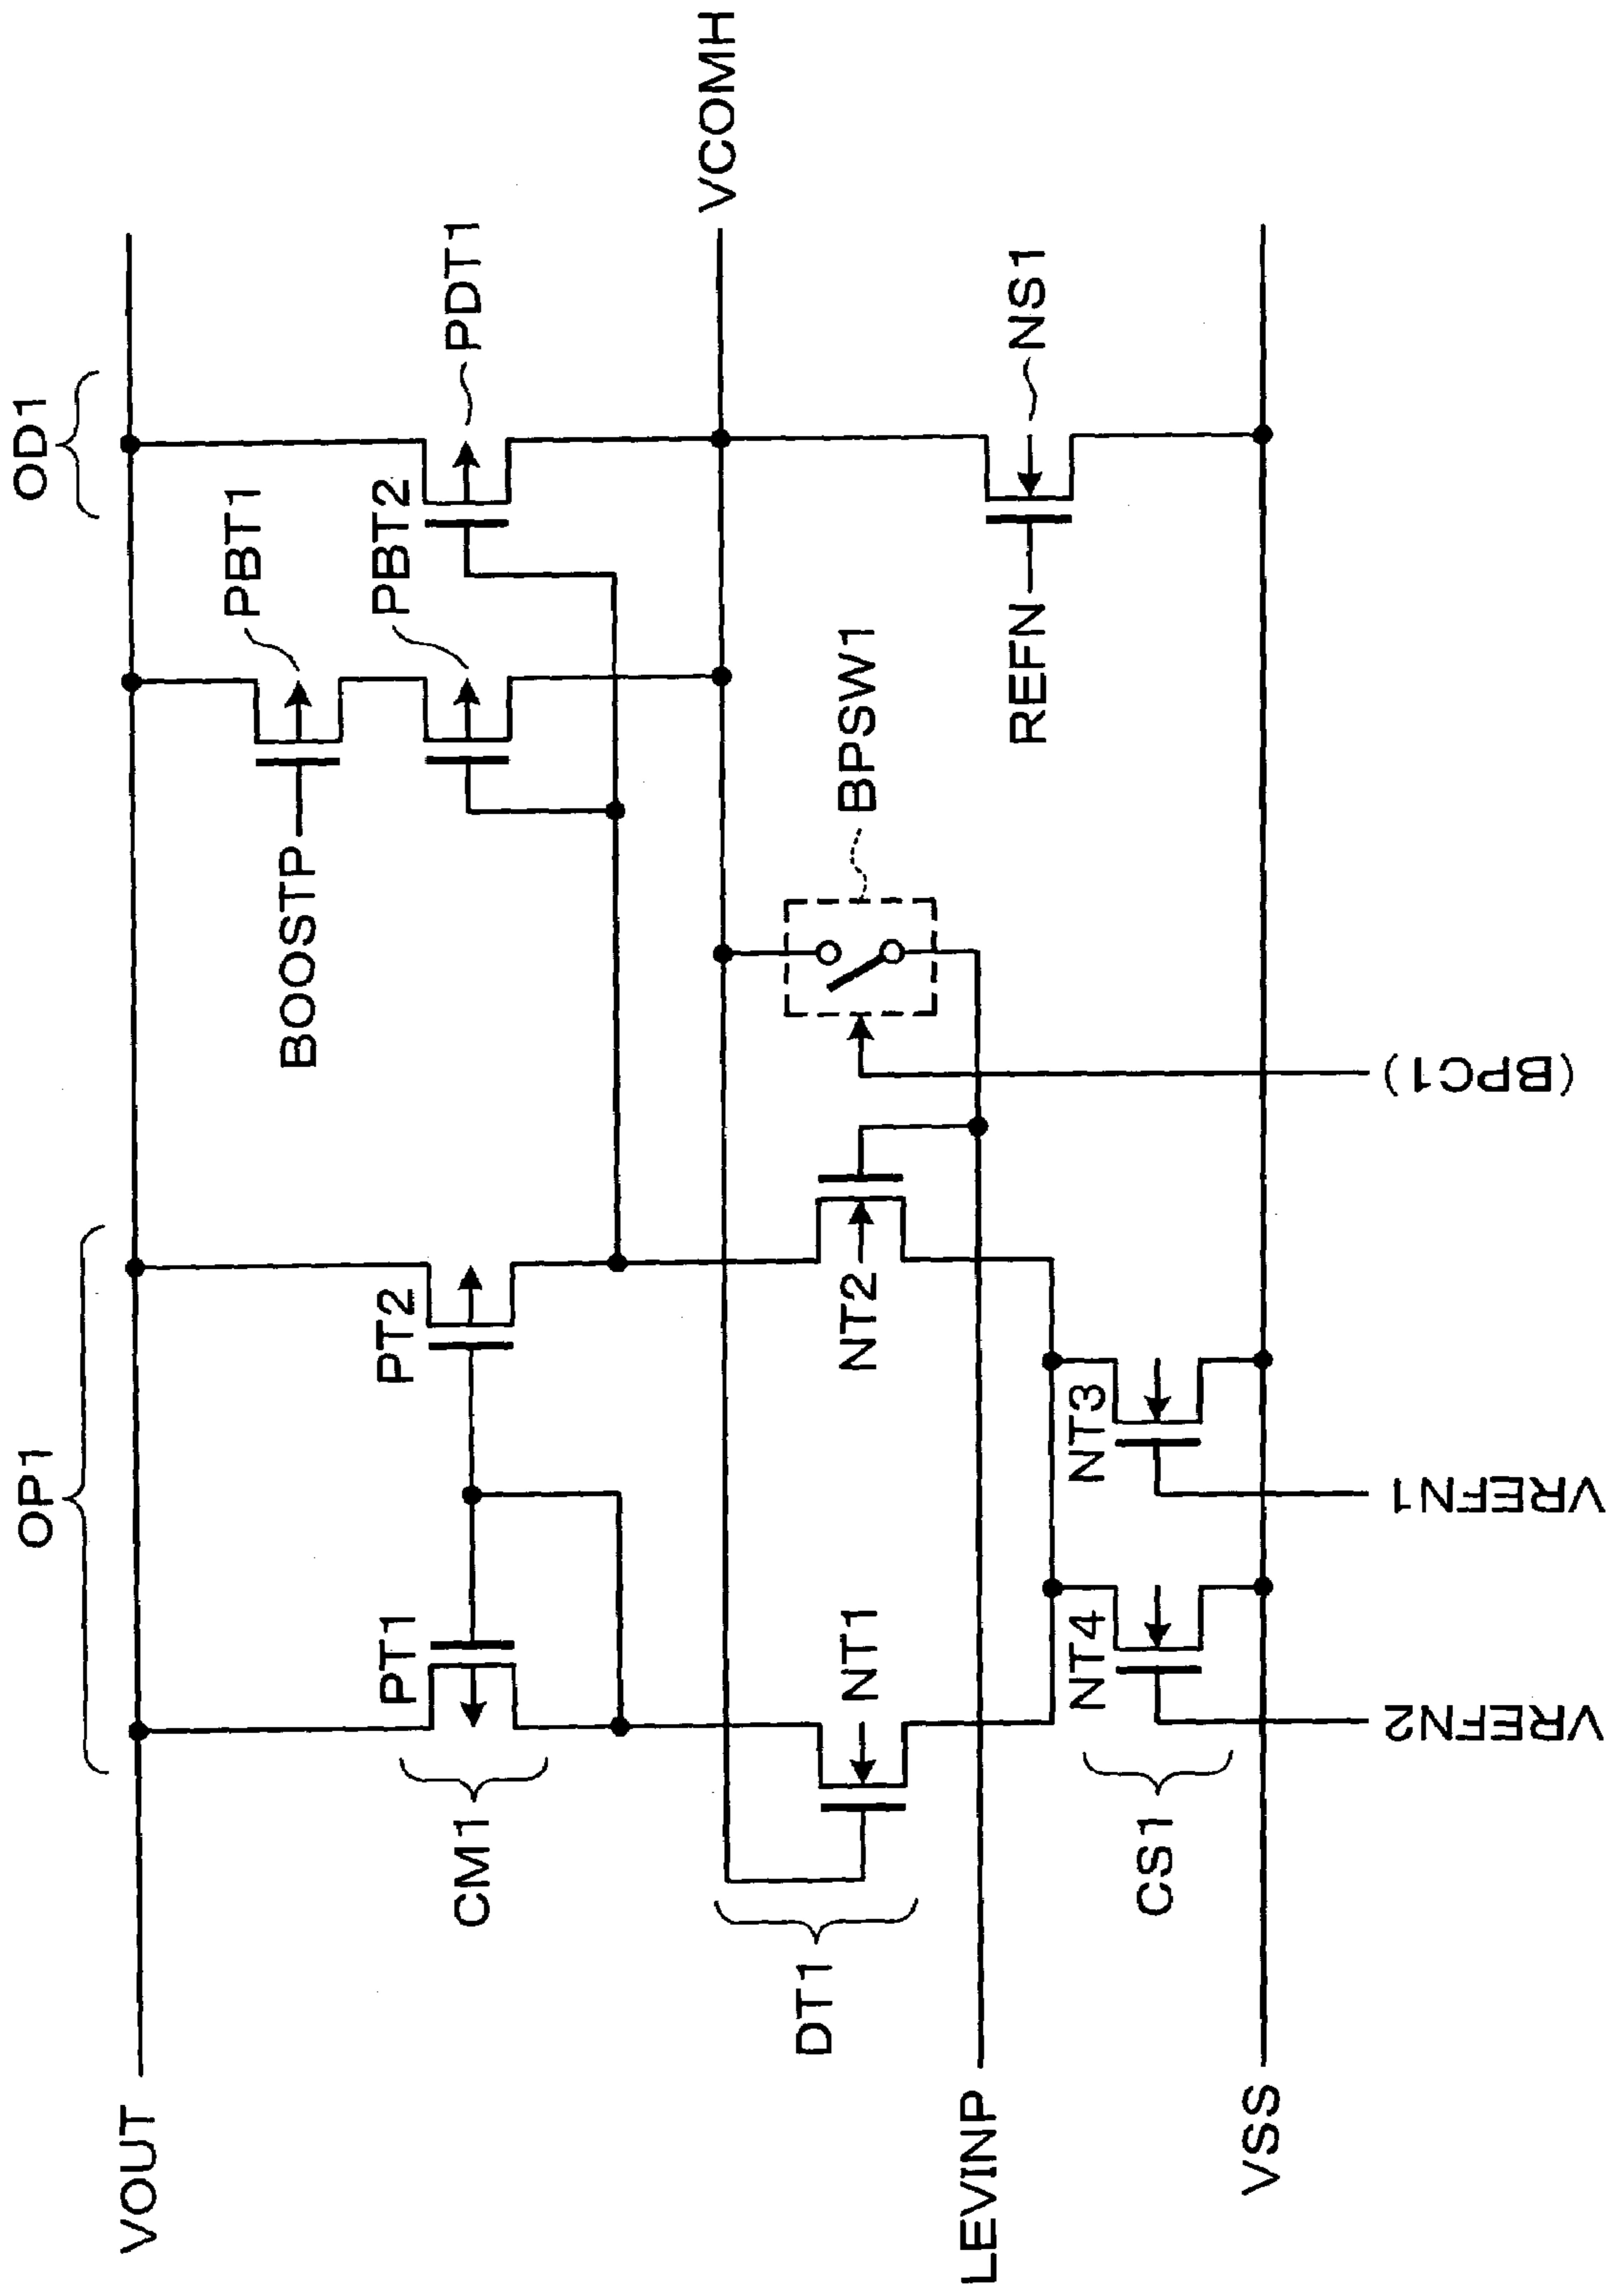 OP1
OD1
VOUT
PT1
PT2
CM1
BOOSTP
PBT1
PBT2
PDT1
VCOMH
DT1
NT1
NT2
BPSW1
REFN
NS1
LEVINP
CS1
NT4
NT3
VSS
VREFN2
VREFN1
(BPC1)